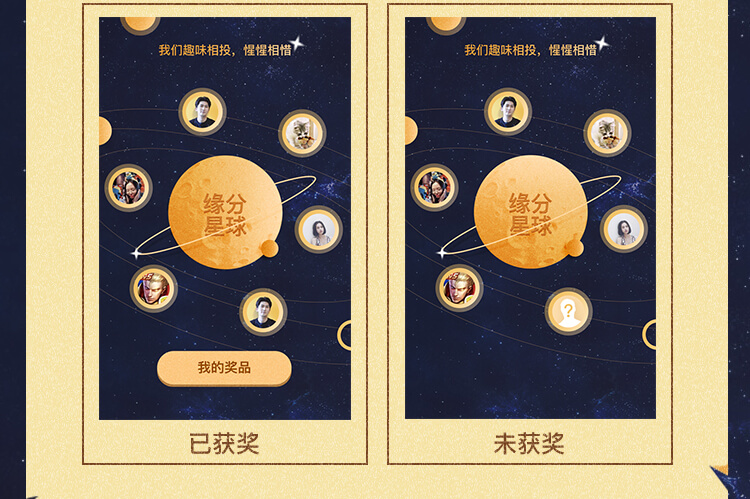 我们趣味相投，惺惺相惜
缘分
星球
我的奖品
已获奖
我们趣味相投，惺惺相惜
缘分
星球
?
未获奖